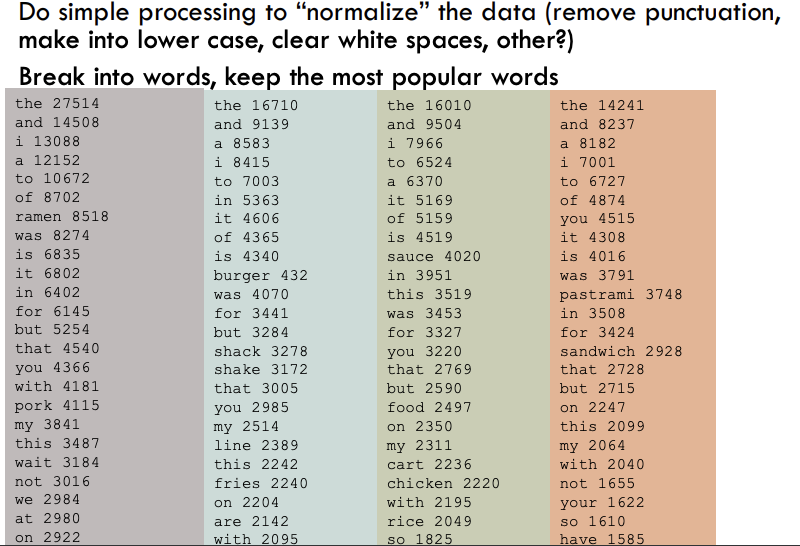 Do simple processing to “normalize” the data (remove punctuation,
make into lower case, clear white spaces, other?)
Break into words, keep the most popular words
the 27514
and 14508
i 13088
a 12152
to 10672
of 8702
ramen 8518
was 8274
is 6835
it 6802
in 6402
for 6145
but 5254
that 4540
you 4366
with 4181
pork 4115
my 3841
this 3487
wait 3184
not 3016
we 2984
at 2980
on 2922
the 16710
and 9139
a 8583
i 8415
to 7003
in 5363
it 4606
of 4365
is 4340
burger 432
was 4070
for 3441
but 3284
shack 3278
shake 3172
that 3005
you 2985
my 2514
line 2389
this 2242
fries 2240
on 2204
are 2142
with 2095
the 16010
and 9504
i 7966
to 6524
a 6370
it 5169
of 5159
is 4519
sauce 4020
in 3951
this 3519
was 3453
for 3327
you 3220
that 2769
but 2590
food 2497
on 2350
my 2311
cart 2236
chicken 2220
with 2195
rice 2049
so 1825
the 14241
and 8237
a 8182
i 7001
to 6727
of 4874
you 4515
it 4308
is 4016
was 3791
pastrami 3748
in 3508
for 3424
sandwich 2928
that 2728
but 2715
on 2247
this 2099
my 2064
with 2040
not 1655
your 1622
so 1610
have 1585